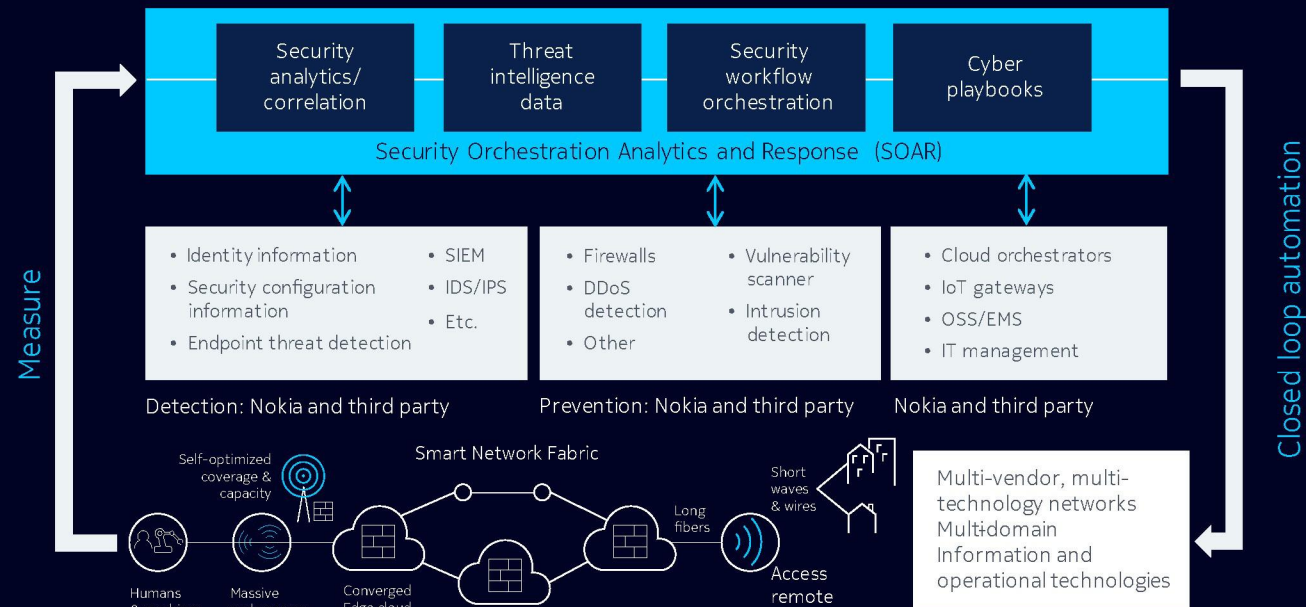 Security
analytics/
correlation
Threat
intelligence
data
Security
workflow
orchestration
Cyber
playbooks
Security Orchestration Analytics and Response (SOAR)
Measure
Closed loop automation
• Identity information
• Security configuration
information
• Endpoint threat detection
• SIEM
• IDS/IPS
• Etc.
• Firewalls
• DDoS
detection
• Other
• Vulnerability
scanner
• Intrusion
detection
• Cloud orchestrators
• IoT gateways
• OSS/EMS
• IT management
Detection: Nokia and third party
Prevention: Nokia and third party
Nokia and third party
Smart Network Fabric
Self-optimized
coverage &
capacity
Short
waves
& wires
Long
fibers
Multi-vendor, multi-
technology networks
Multi-domain
Information and
operational technologies
Humans
Massive
Converged
Edge cloud
Access
remote